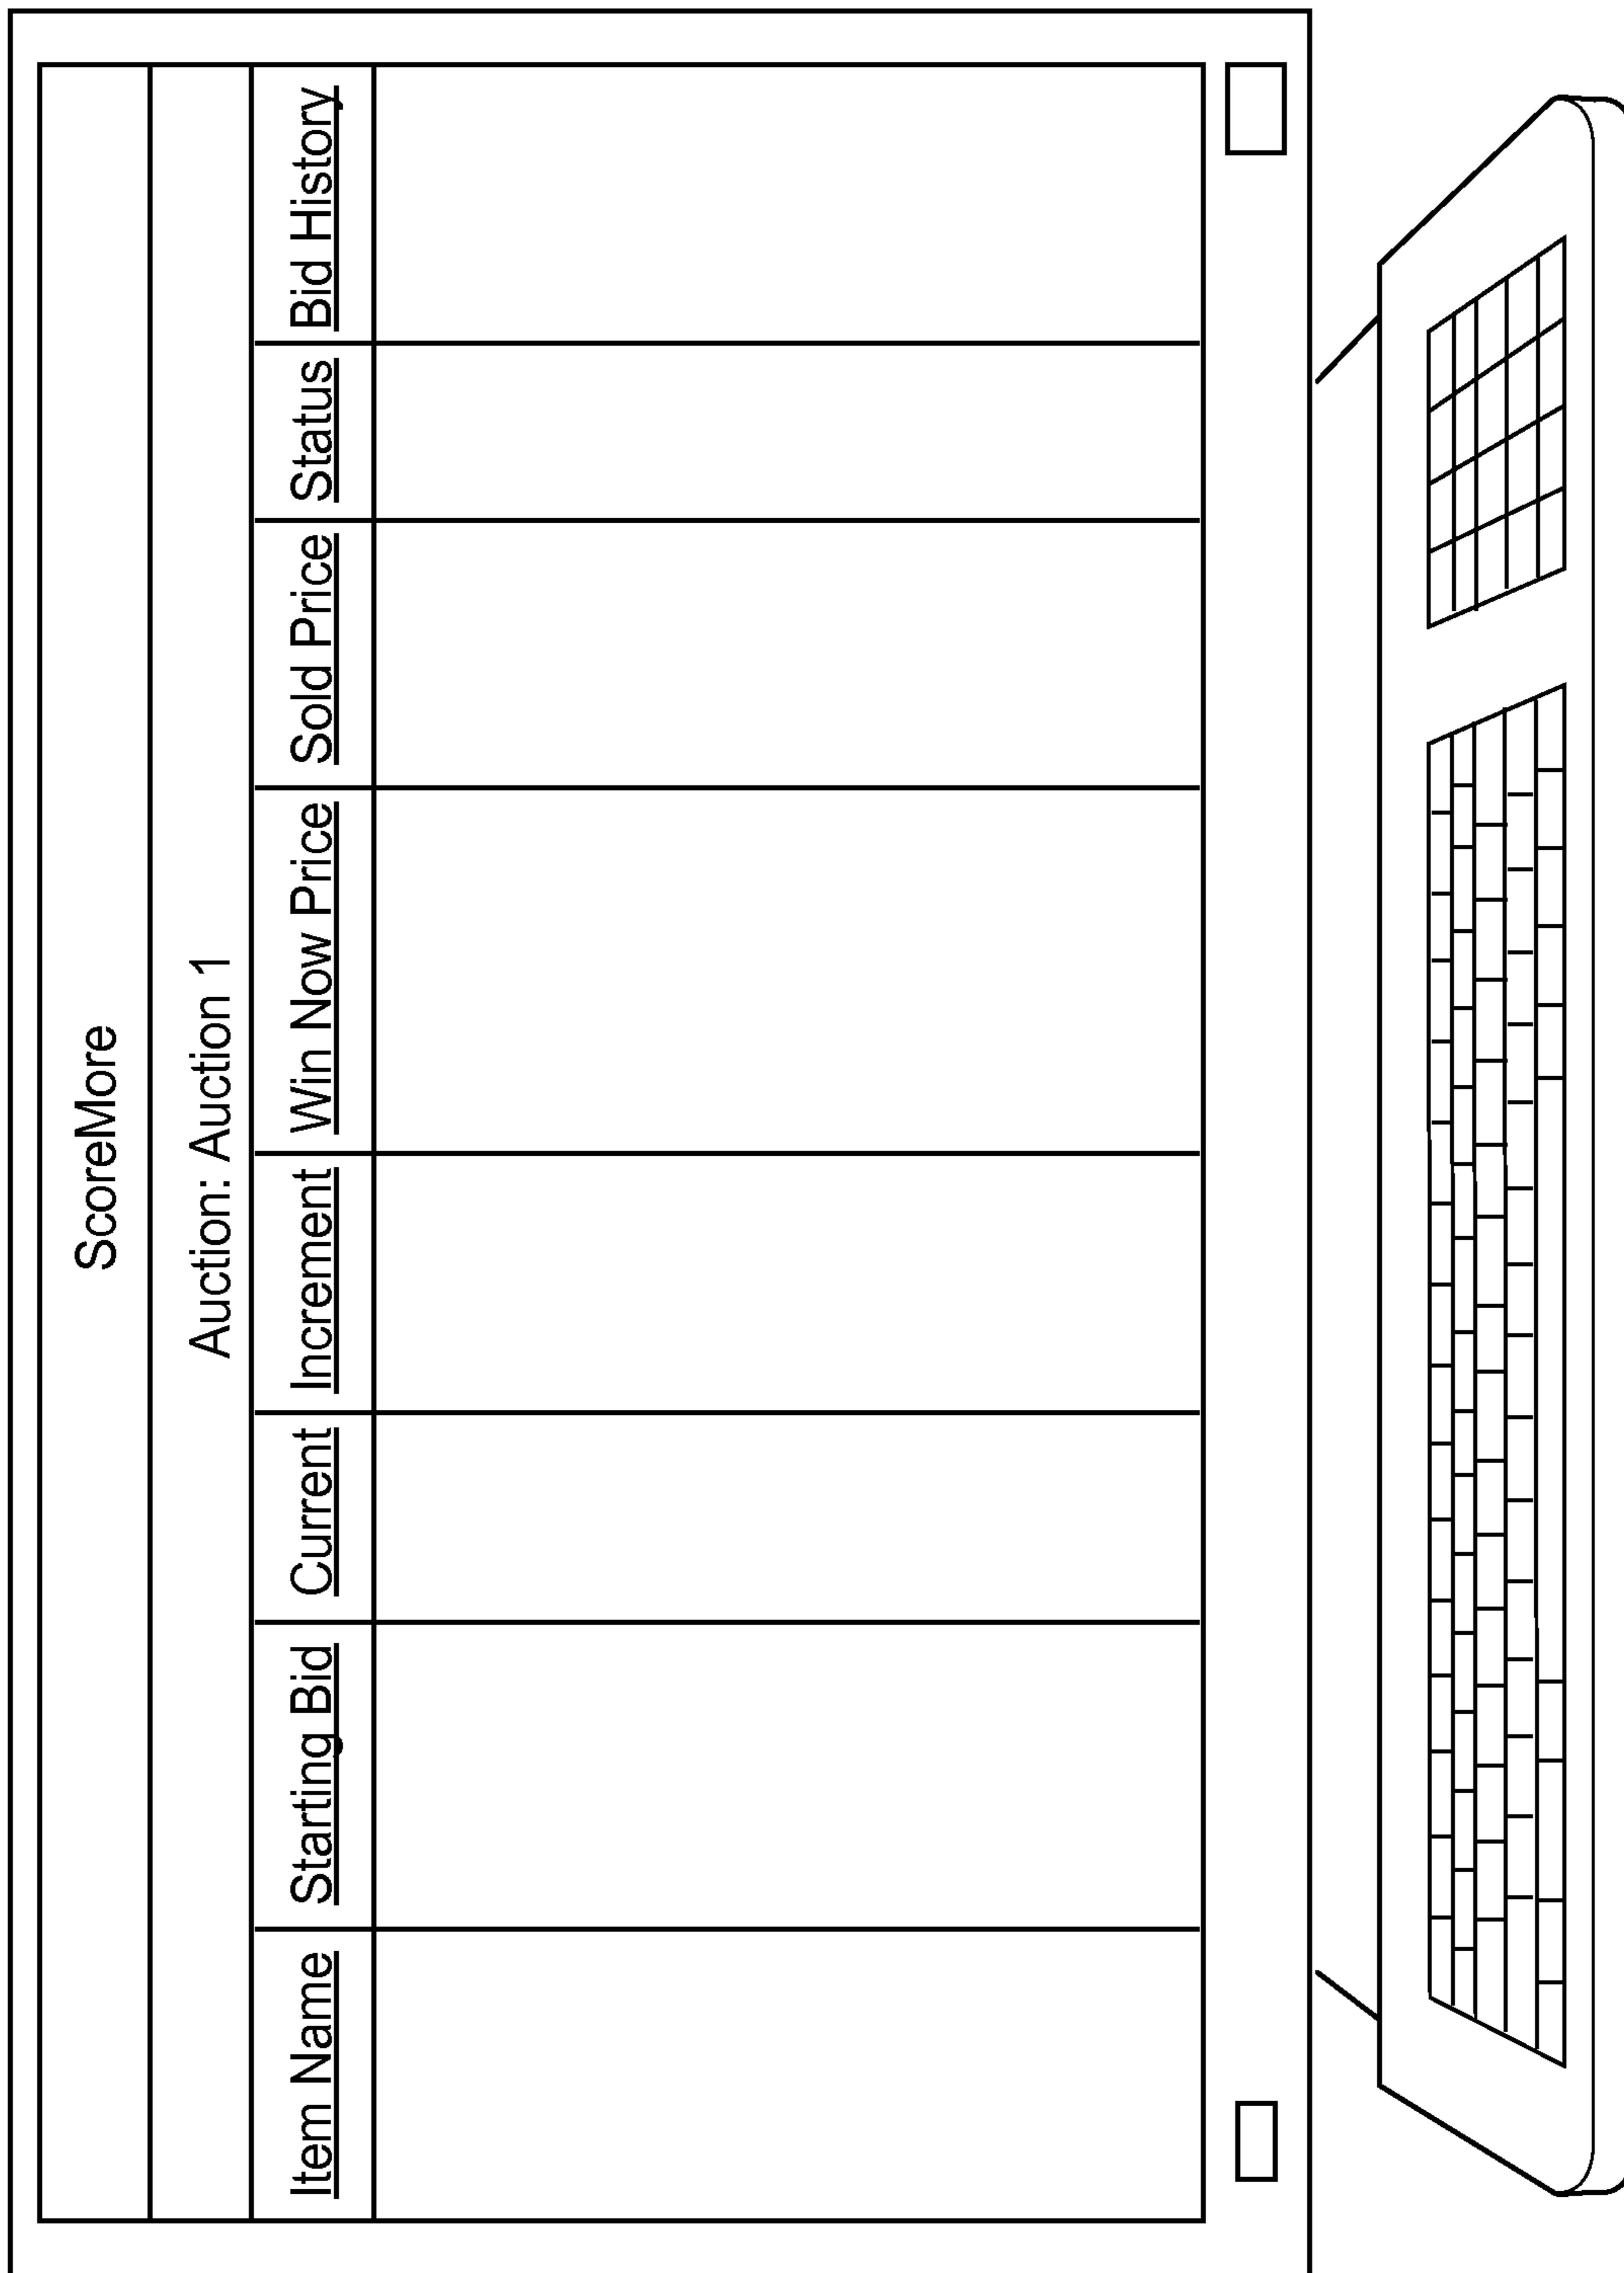 ScoreMore
Auction: Auction 1
Item Name Starting Bid Current Increment Win Now Price Sold Price Status Bid History